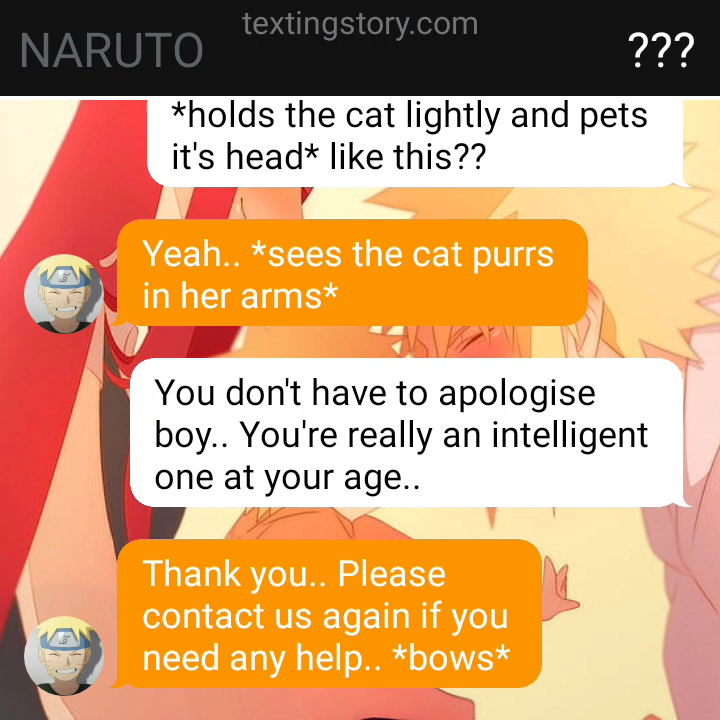 textingstory.com
NARUTO
???
*holds the cat lightly and pets
it's head* like this??
Yeah.. *sees the cat purrs
in her arms*
You don't have to apologise
boy.. You're really an intelligent
one at your age..
Thank you.. Please
contact us again if you
need any help.. *bows*